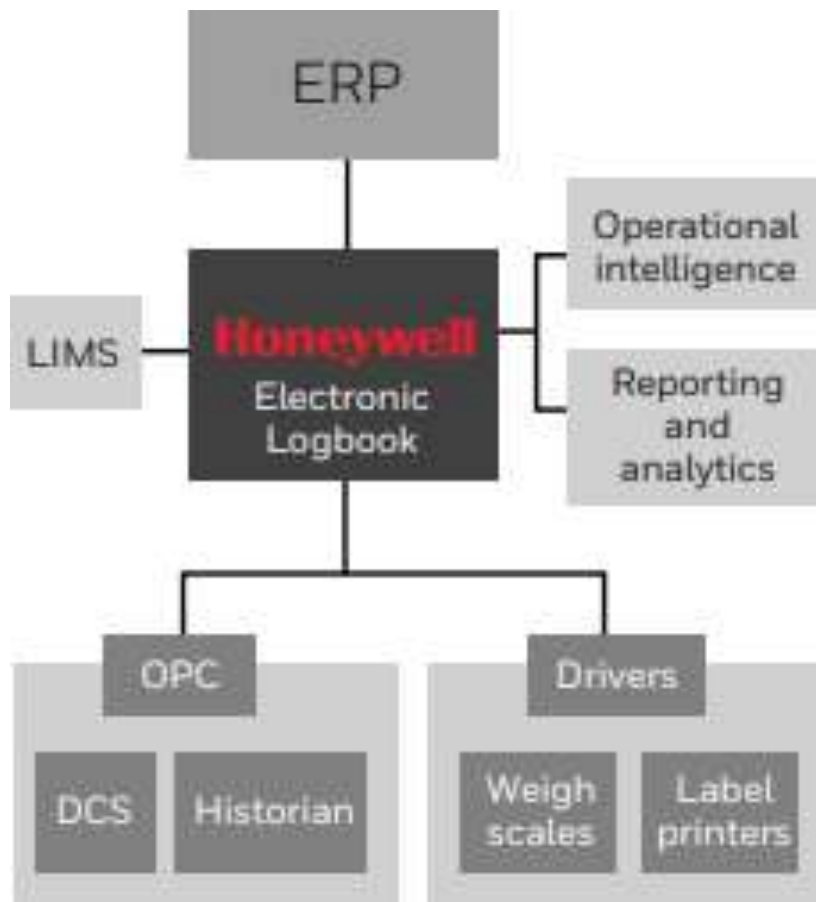 ERP
Operational
intelligence
LIMS
Honeywell
Electronic
Logbook
Reporting
and
analytics
OPC
Drivers
DCS
Historian
Weigh
scales
Label
printers